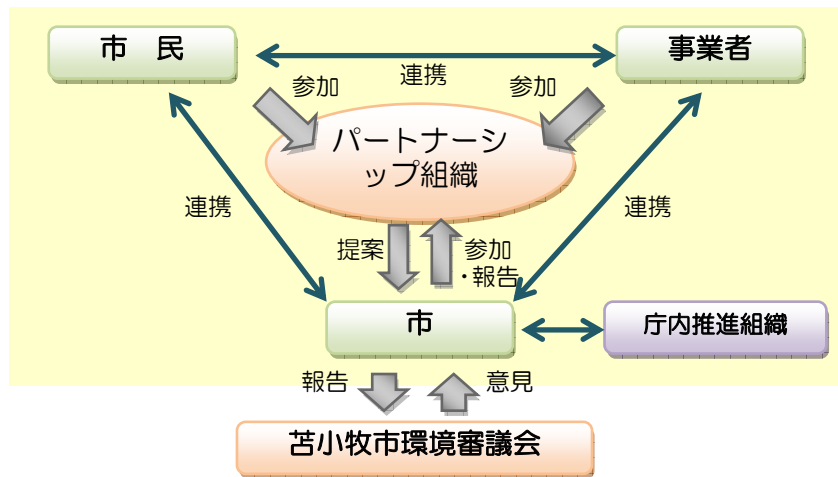 市　民
事業者
連携
参加
参加
パートナーシ
ップ組織
連携
連携
提案
参加
・報告
市
庁内推進組織
報告
意見
苫小牧市環境審議会